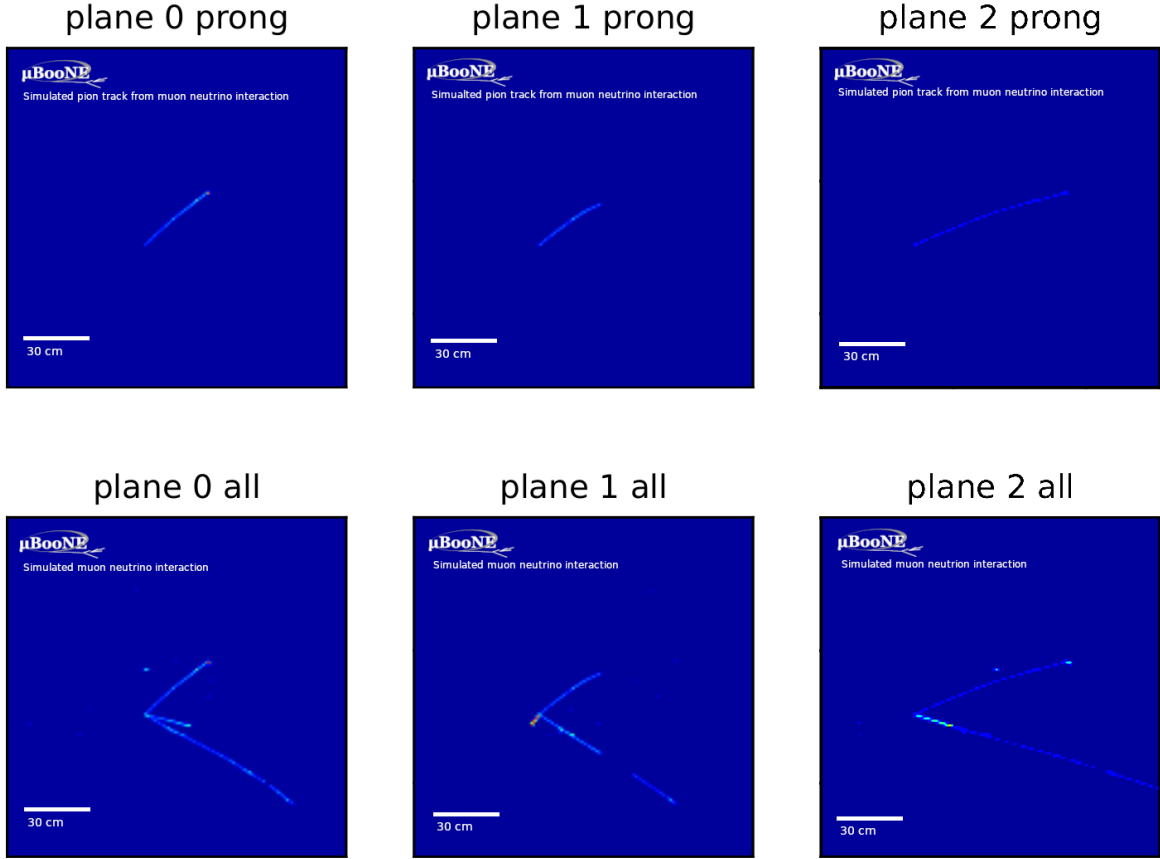 plane 0 prong
plane 1 prong
plane 2 prong
µBooNE
µBooNE
µBooNE
Simulated pion track from muon neutrino interaction
Simualted pion track from muon neutrino interaction
Simulated pion track from muon neutrino interaction
30 cm
30 cm
30 cm
plane 0 all
plane 1 all
plane 2 all
µBooNE
µBooNE
µBooNE
Simulated muon neutrino interaction
Simulated muon neutrino interaction
Simulated muon neutrion interaction
30 cm
30 cm
30 cm